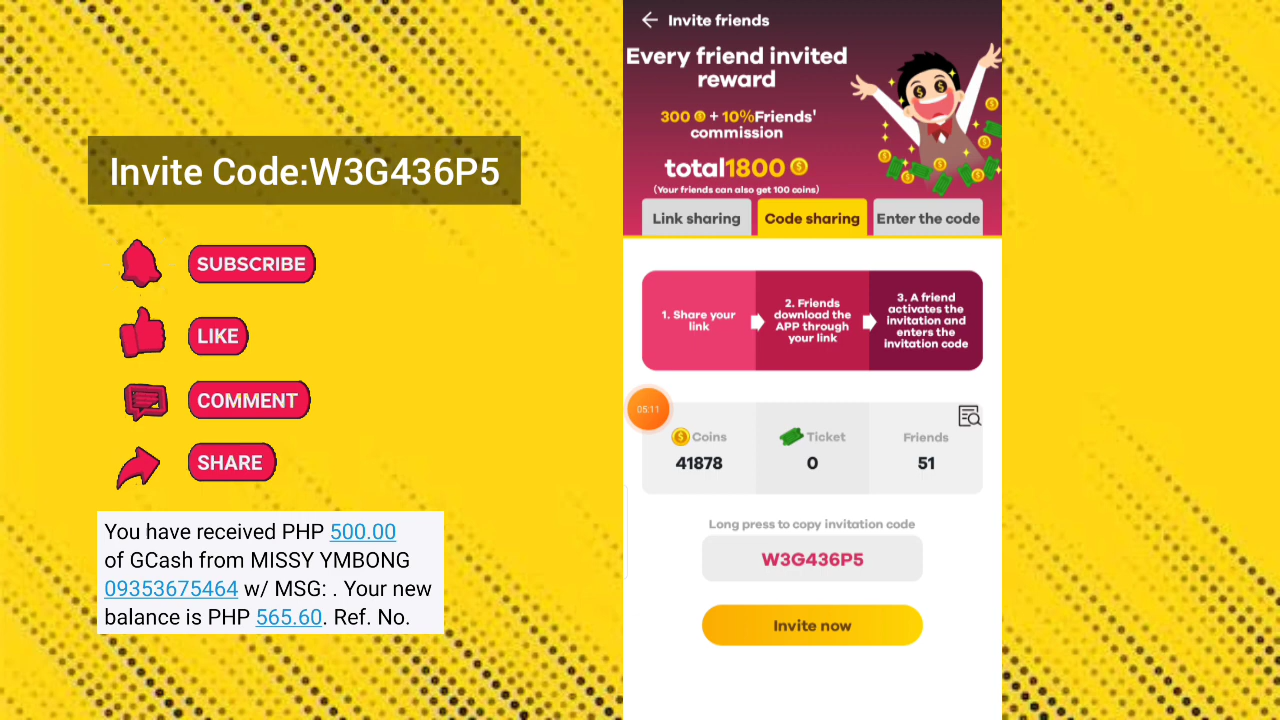 Invite Code:W3G436P5
SUBSCRIBE
LIKE
COMMENT
SHARE
You have received PHP 500.00
of GCash from MISSY YMBONG
09353675464 w/ MSG: . Your new
balance is PHP 565.60. Ref. No.
Invite friends
Every friend invited
reward
300 + 10%Friends'
commission
total1800
(Your friends can also get 100 coins)
Link sharing
Code sharing
Enter the code
1. Share your
link
2. Friends
download the
APP through
your link
3. A friend
activates the
invitation and
enters the
invitation code
05:11
Coins
41878
Ticket
0
Friends
51
Long press to copy invitation code
W3G436P5
Invite now